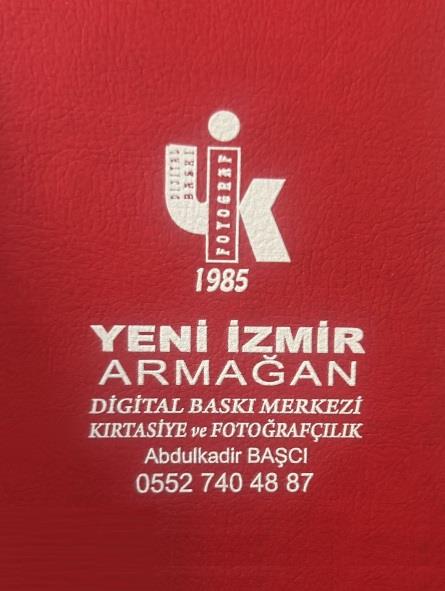 DİJİTAL
BASKI
FOTOĞRAF
1985
YENİ İZMİR
ARMAĞAN
DİGİTAL BASKI MERKEZİ
KIRTASİYE ve FOTOĞRAFÇILIK
Abdulkadir BAŞCI
0552 740 48 87